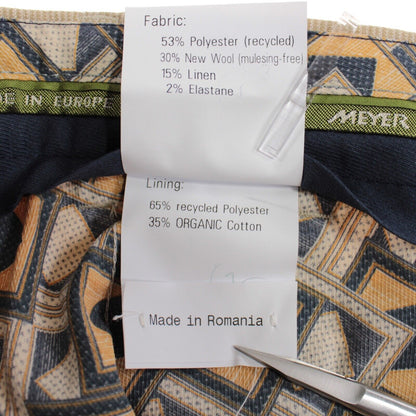 Fabric:
53% Polyester (recycled)
30% New Wool (mulesing-free)
15% Linen
2% Elastane
DE IN EUROPE
MEYER
Lining:
65% recycled Polyester
35% ORGANIC Cotton
Made in Romania